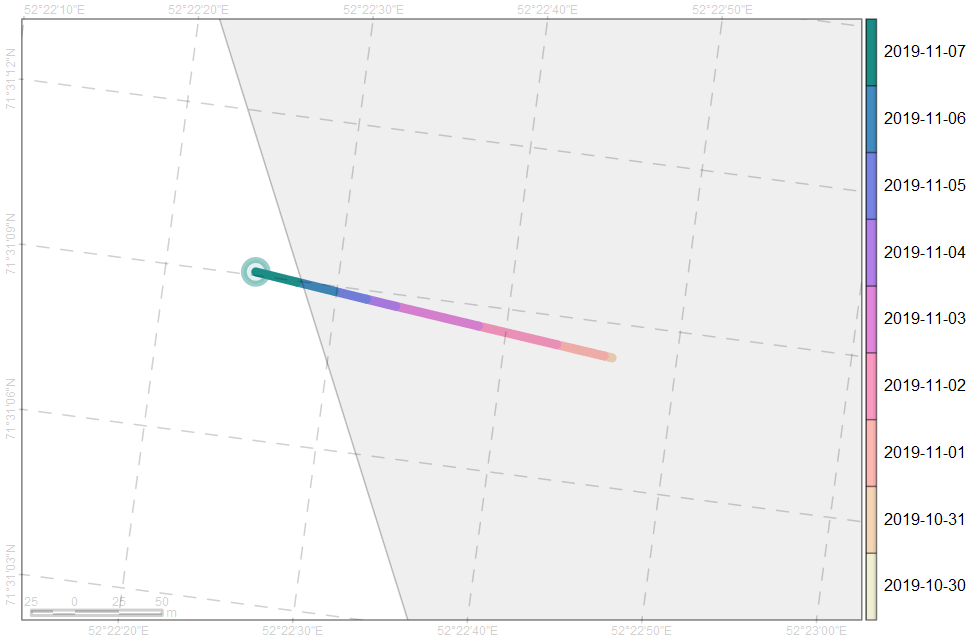 52°22'10"E 52°22'20"E 52°22'30"E 52°22'40"E 52°22'50"E
71°31'12"N
71°31'09"N
71°31'06"N
71°31'03"N
2019-11-07
2019-11-06
2019-11-05
2019-11-04
2019-11-03
2019-11-02
2019-11-01
2019-10-31
2019-10-30
25 0 25 50
m
52°22'20"E 52°22'30"E 52°22'40"E 52°22'50"E 52°23'00"E